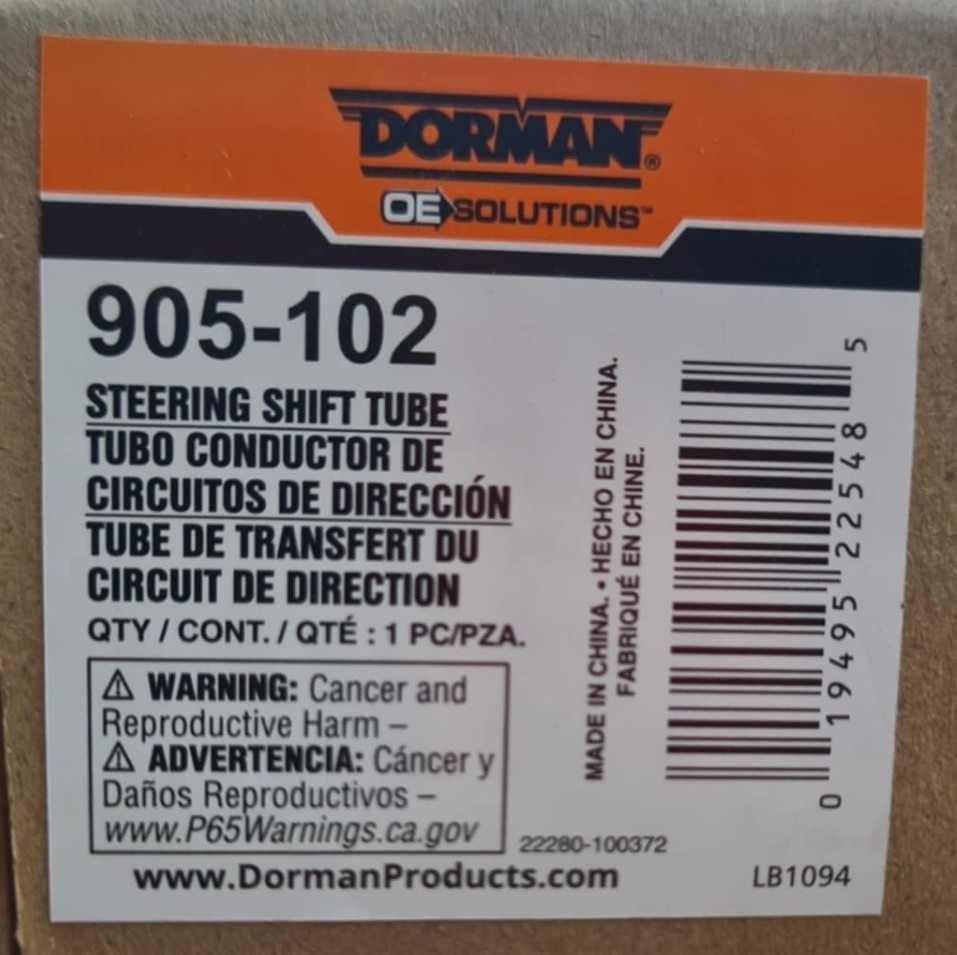 DORMAN®
OE SOLUTIONS™
905-102
STEERING SHIFT TUBE
TUBO CONDUCTOR DE
CIRCUITOS DE DIRECCIÓN
TUBE DE TRANSFERT DU
CIRCUIT DE DIRECTION
QTY / CONT. / QTÉ : 1 PC/PZA.
⚠ WARNING: Cancer and
Reproductive Harm –
⚠ ADVERTENCIA: Cáncer y
Daños Reproductivos –
www.P65Warnings.ca.gov
MADE IN CHINA. • HECHO EN CHINA.
FABRIQUÉ EN CHINE.
0 19495 22548 5
22280-100372
www.DormanProducts.com
LB1094